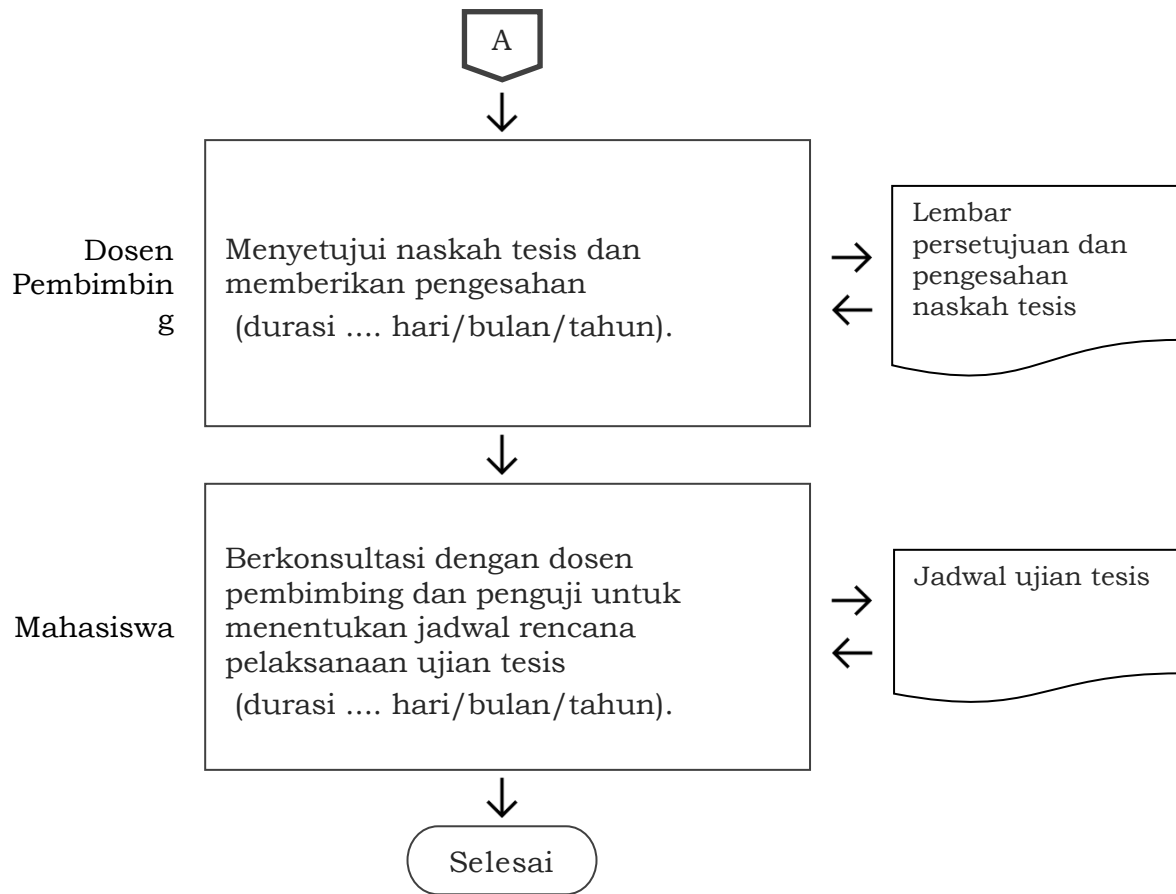 A
Dosen
Pembimbin
g
Menyetujui naskah tesis dan
memberikan pengesahan
(durasi .... hari/bulan/tahun).
Lembar
persetujuan dan
pengesahan
naskah tesis
Mahasiswa
Berkonsultasi dengan dosen
pembimbing dan penguji untuk
menentukan jadwal rencana
pelaksanaan ujian tesis
(durasi .... hari/bulan/tahun).
Jadwal ujian tesis
Selesai